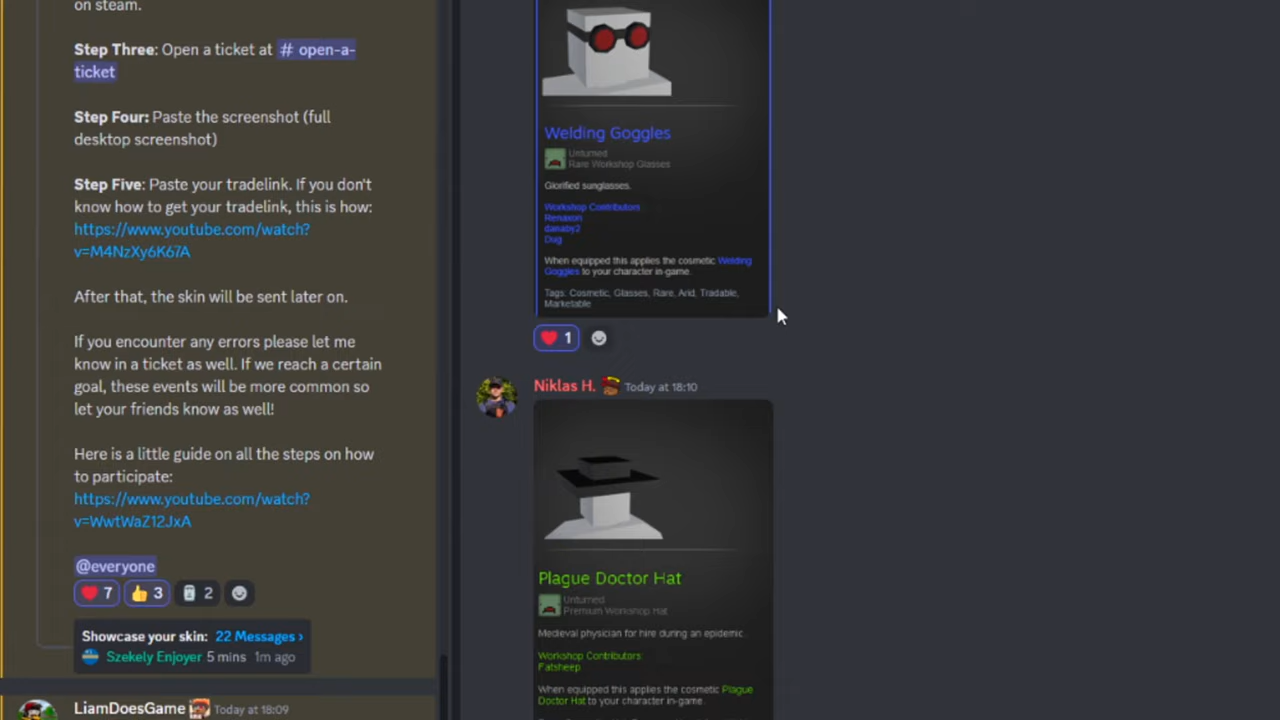 on steam.
Step Three: Open a ticket at # open-a-
ticket
Step Four: Paste the screenshot (full
desktop screenshot)
Step Five: Paste your tradelink. If you don't
know how to get your tradelink, this is how:
https://www.youtube.com/watch?
v=M4NzXy6K67A
After that, the skin will be sent later on.
If you encounter any errors please let me
know in a ticket as well. If we reach a certain
goal, these events will be more common so
let your friends know as well!
Here is a little guide on all the steps on how
to participate:
https://www.youtube.com/watch?
v=WwtWaZ12JxA
@everyone
7 3 2
Showcase your skin: 22 Messages ›
Szekely Enjoyer 5 mins 1m ago
LiamDoesGame Today at 18:09
Welding Goggles
Unturned
Rare Workshop Glasses
Glorified sunglasses.
Workshop Contributors
Renaxon
danaby2
Dug
When equipped this applies the cosmetic Welding
Goggles to your character in-game.
Tags: Cosmetic, Glasses, Rare, Arid, Tradable,
Marketable
1
Niklas H. Today at 18:10
Plague Doctor Hat
Unturned
Premium Workshop Hat
Medieval physician for hire during an epidemic.
Workshop Contributors:
Fatsheep
When equipped this applies the cosmetic Plague
Doctor Hat to your character in-game.